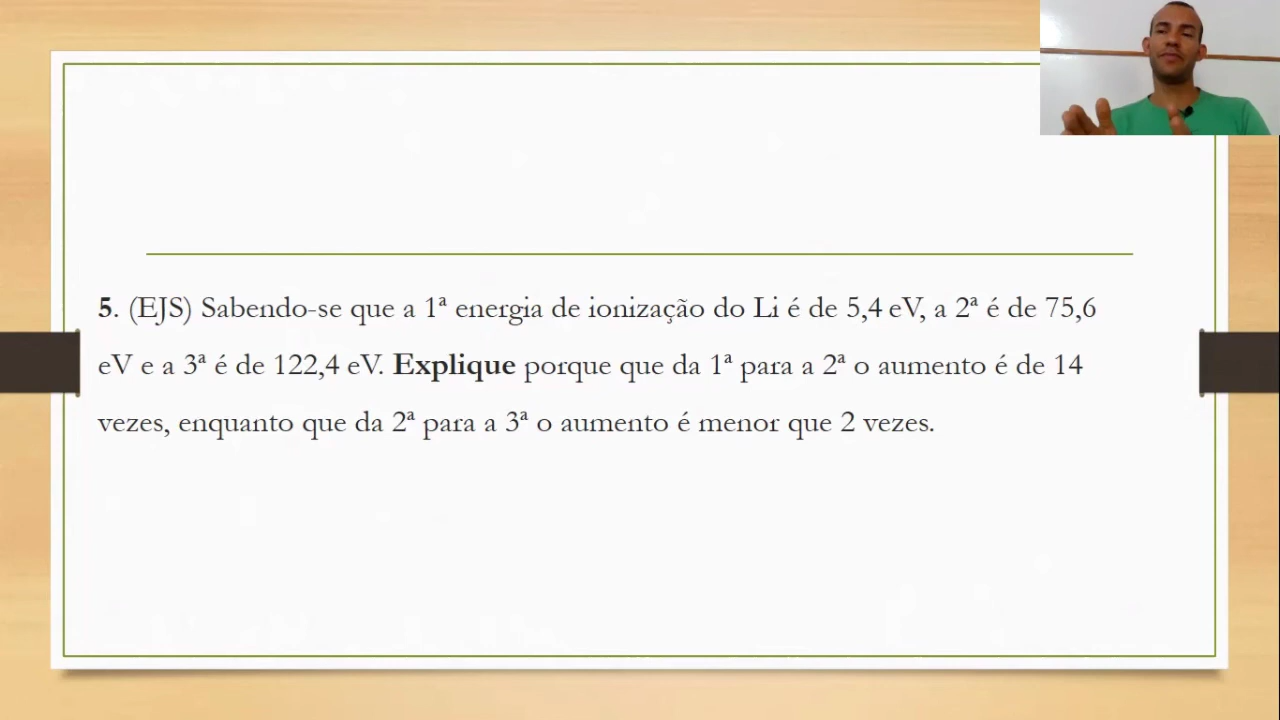 5. (EJS) Sabendo-se que a 1ª energia de ionização do Li é de 5,4 eV, a 2ª é de 75,6
eV e a 3ª é de 122,4 eV. Explique porque que da 1ª para a 2ª o aumento é de 14
vezes, enquanto que da 2ª para a 3ª o aumento é menor que 2 vezes.